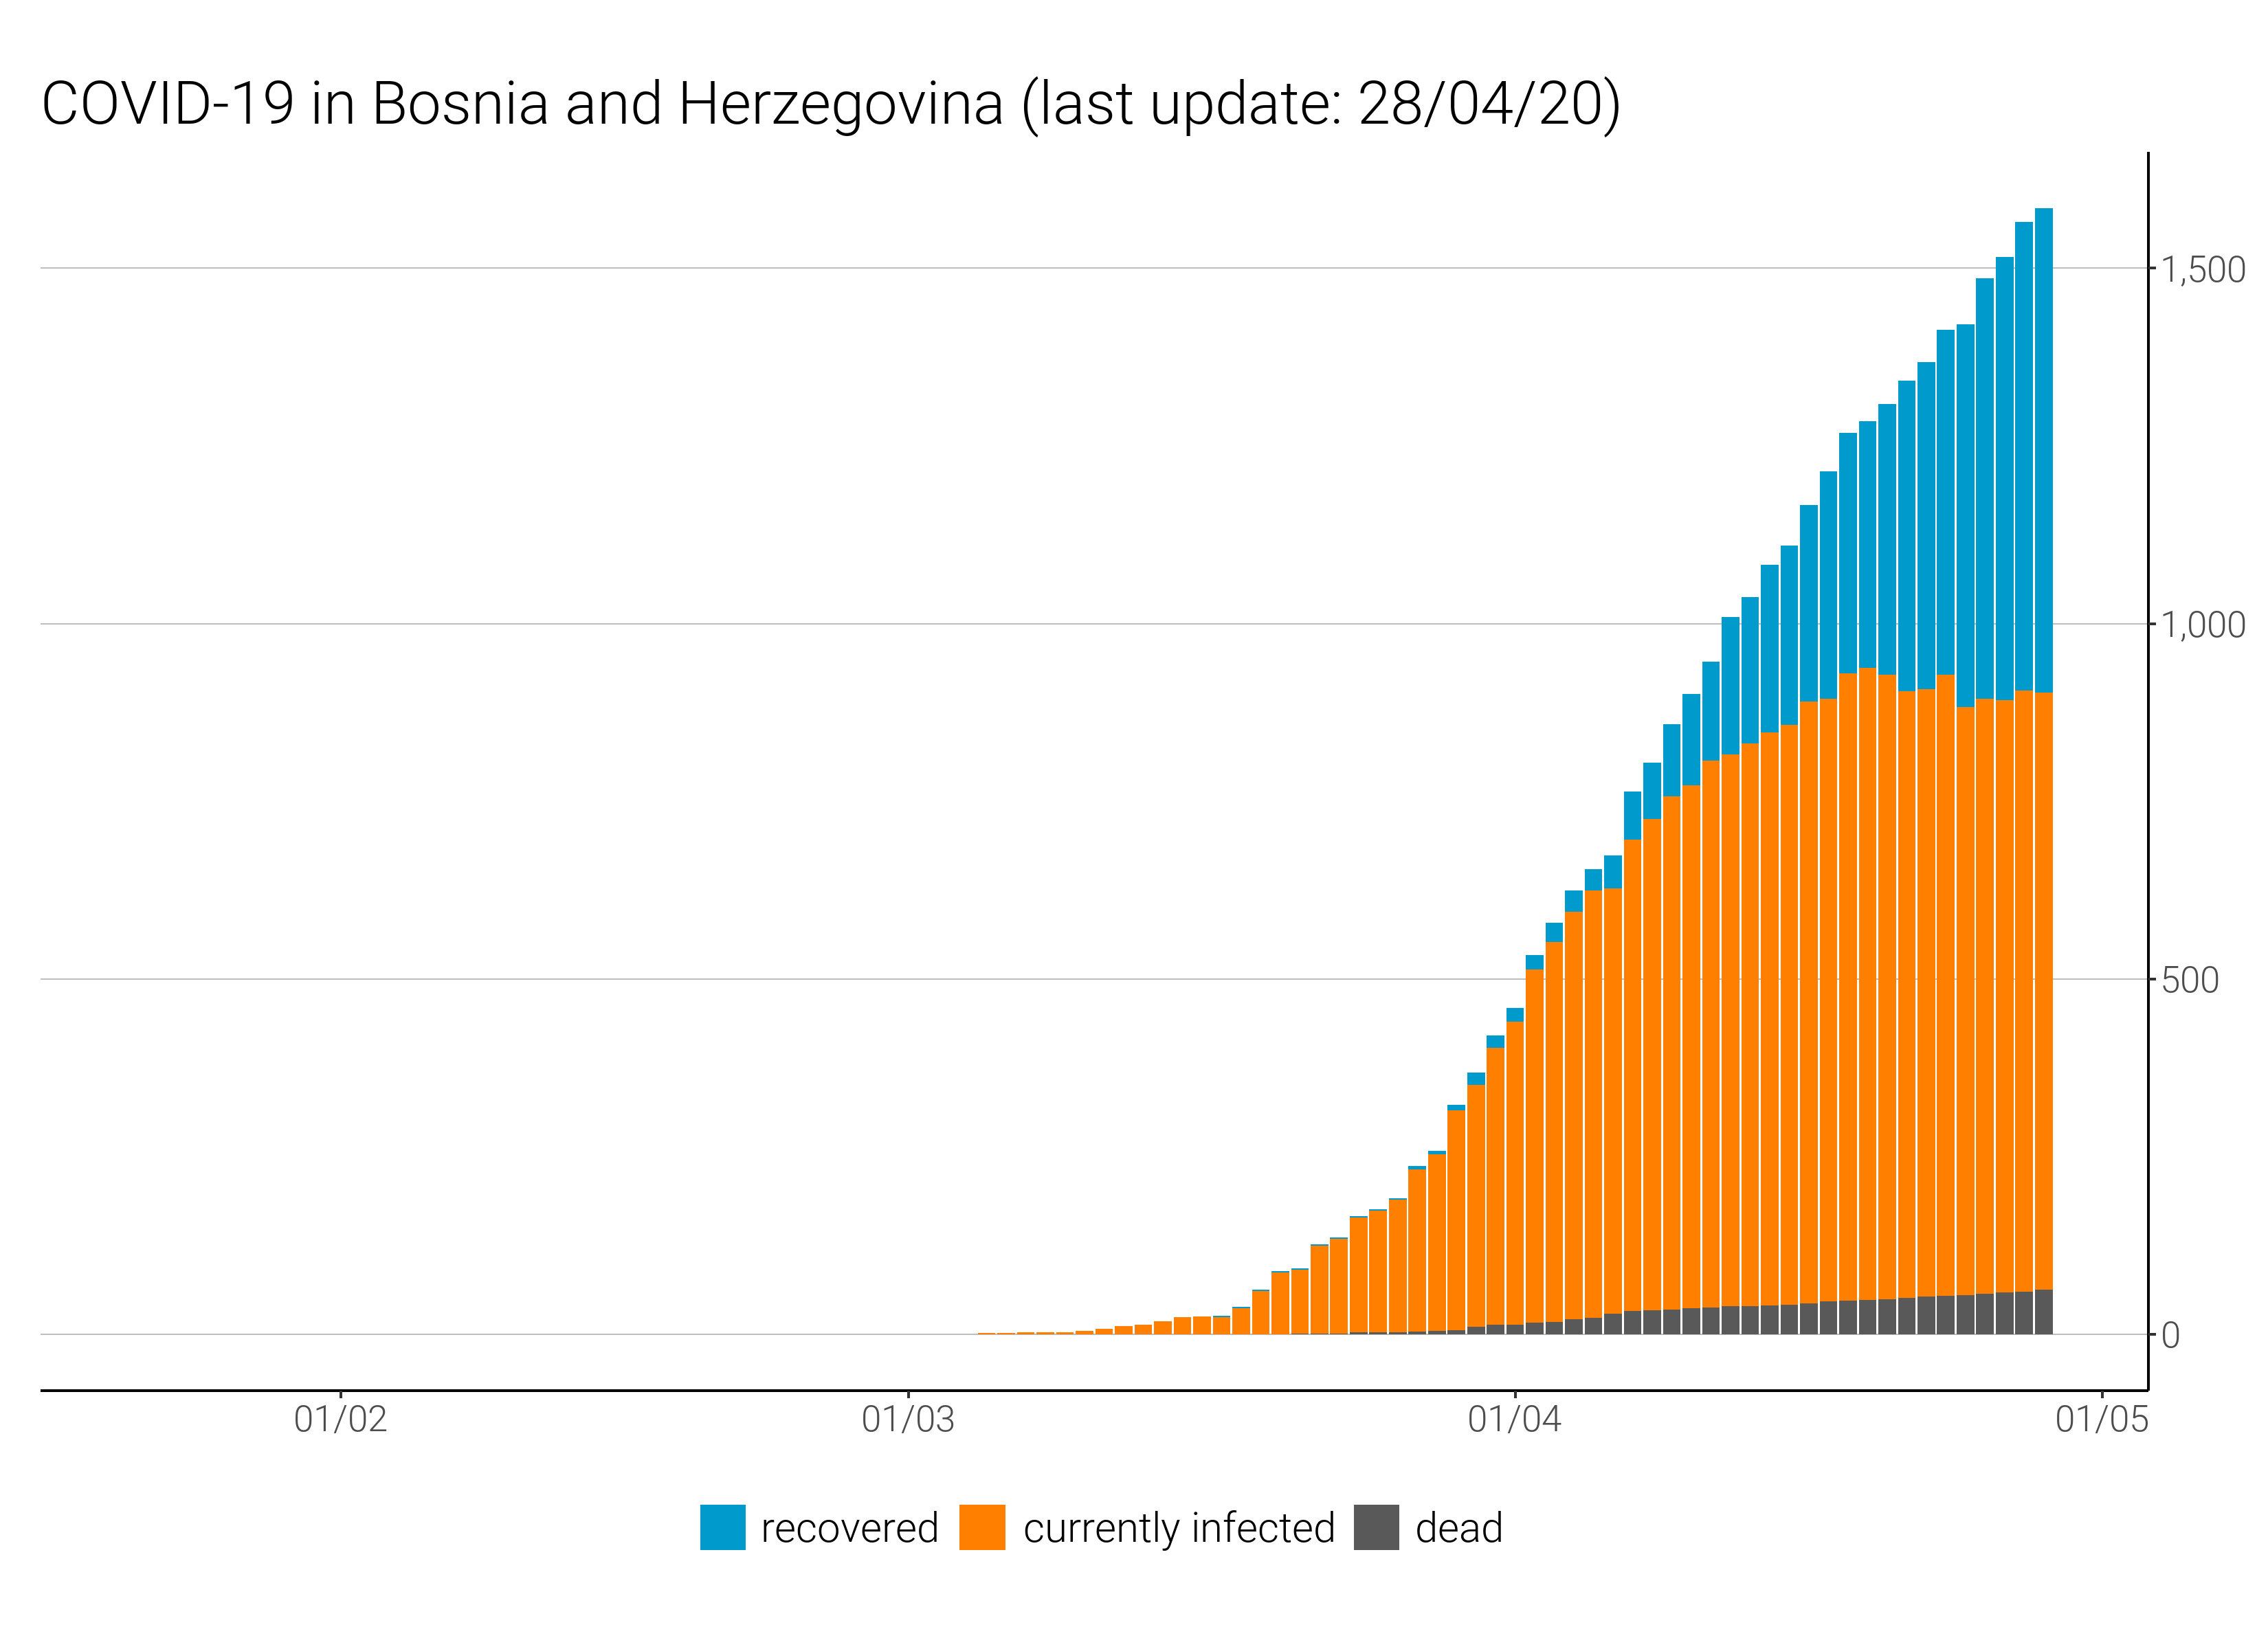 COVID-19 in Bosnia and Herzegovina (last update: 28/04/20)
1,500
1,000
500
0
01/02 01/03 01/04 01/05
recovered currently infected dead